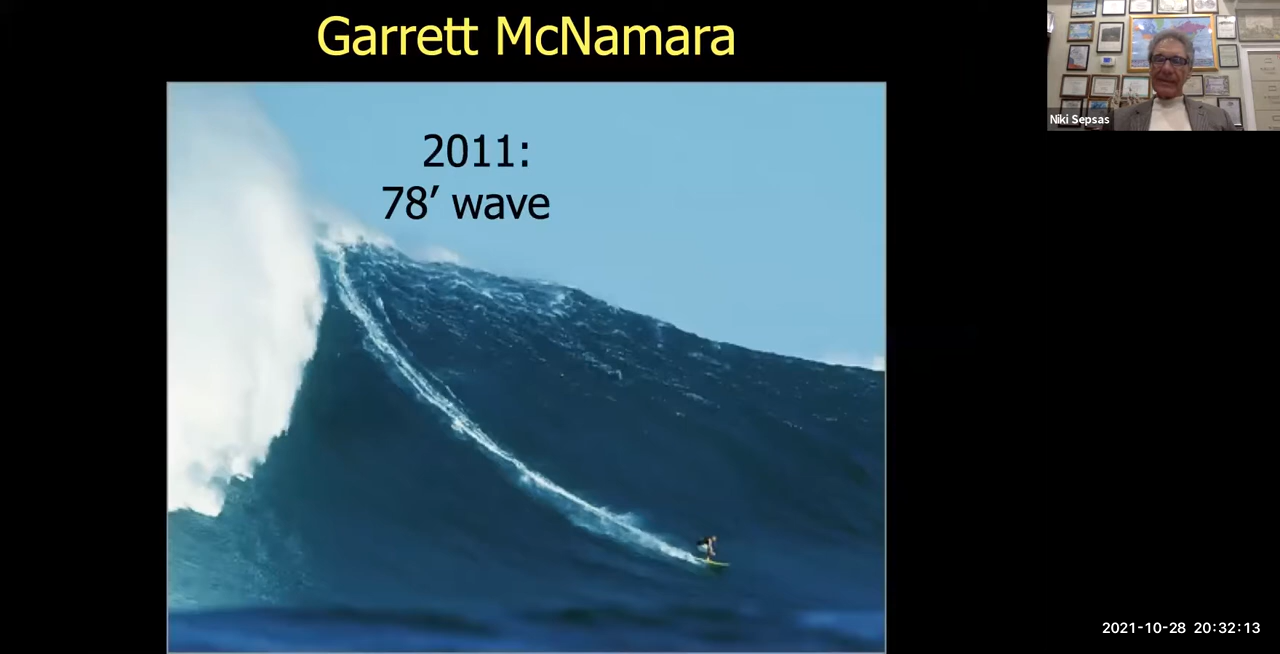 Garrett McNamara
2011:
78’ wave
Niki Sepsas
2021-10-28 20:32:13